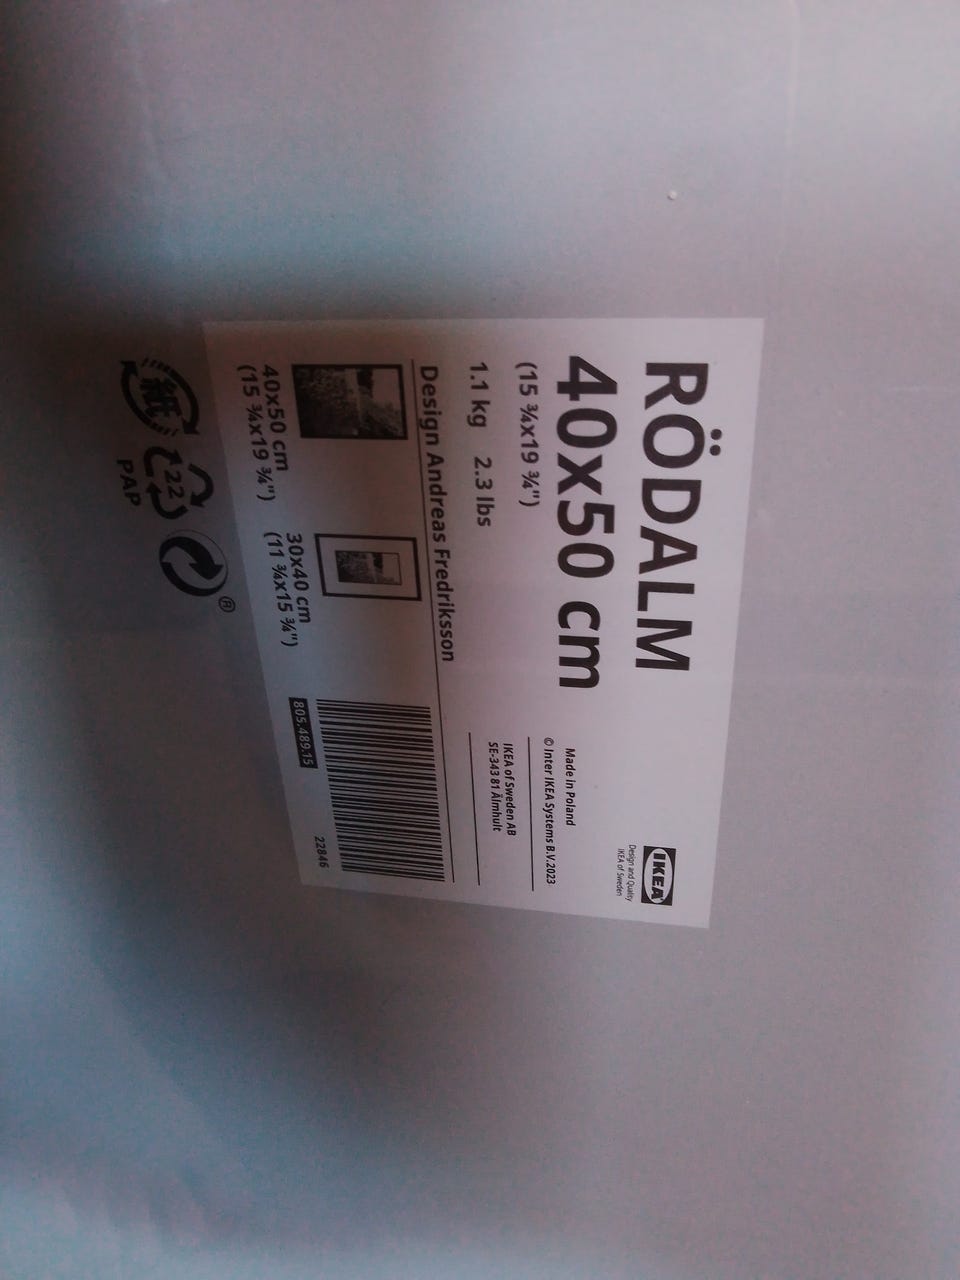 RÖDALM
40x50 cm
(15 ¾x19 ¾")
1.1 kg 2.3 lbs
Design Andreas Fredriksson
40x50 cm
(15 ¾x19 ¾")
30x40 cm
(11 ¾x15 ¾")
IKEA
Design and Quality
IKEA of Sweden
Made in Poland
© Inter IKEA Systems B.V.2023
IKEA of Sweden AB
SE-343 81 Älmhult
805.489.15
22846
紙
22
PAP
®